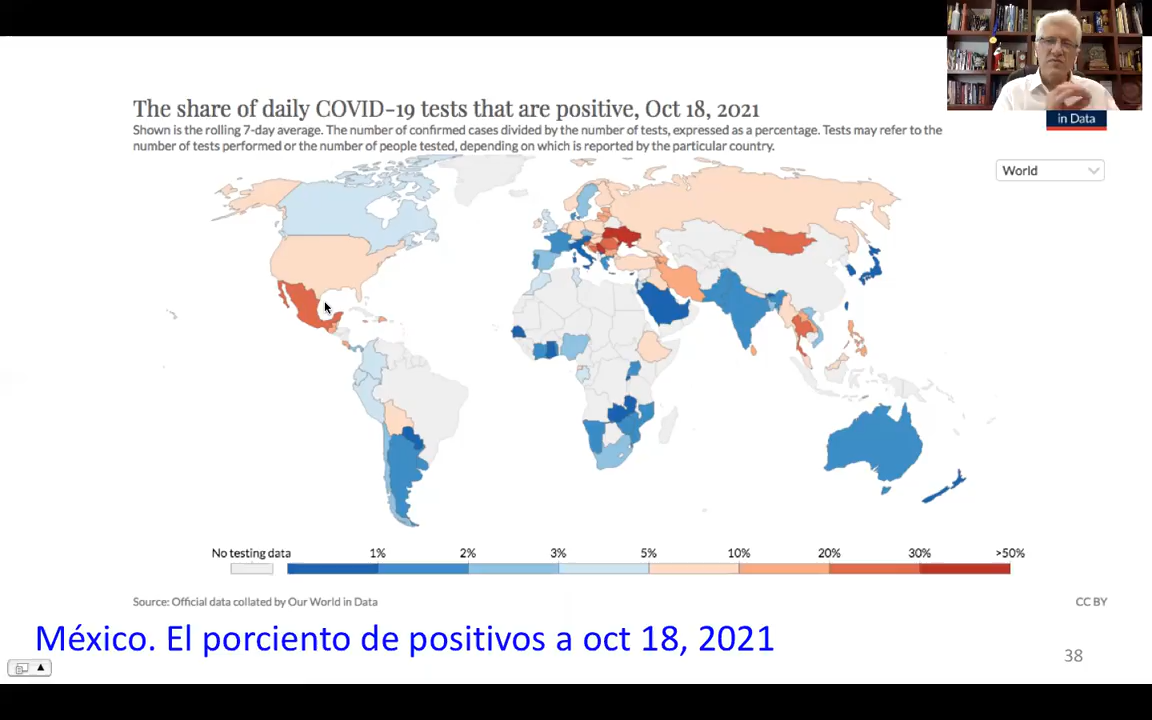 The share of daily COVID-19 tests that are positive, Oct 18, 2021
Shown is the rolling 7-day average. The number of confirmed cases divided by the number of tests, expressed as a percentage. Tests may refer to the
number of tests performed or the number of people tested, depending on which is reported by the particular country.
in Data
World
No testing data 1% 2% 3% 5% 10% 20% 30% >50%
Source: Official data collated by Our World in Data CC BY
México. El porciento de positivos a oct 18, 2021
38